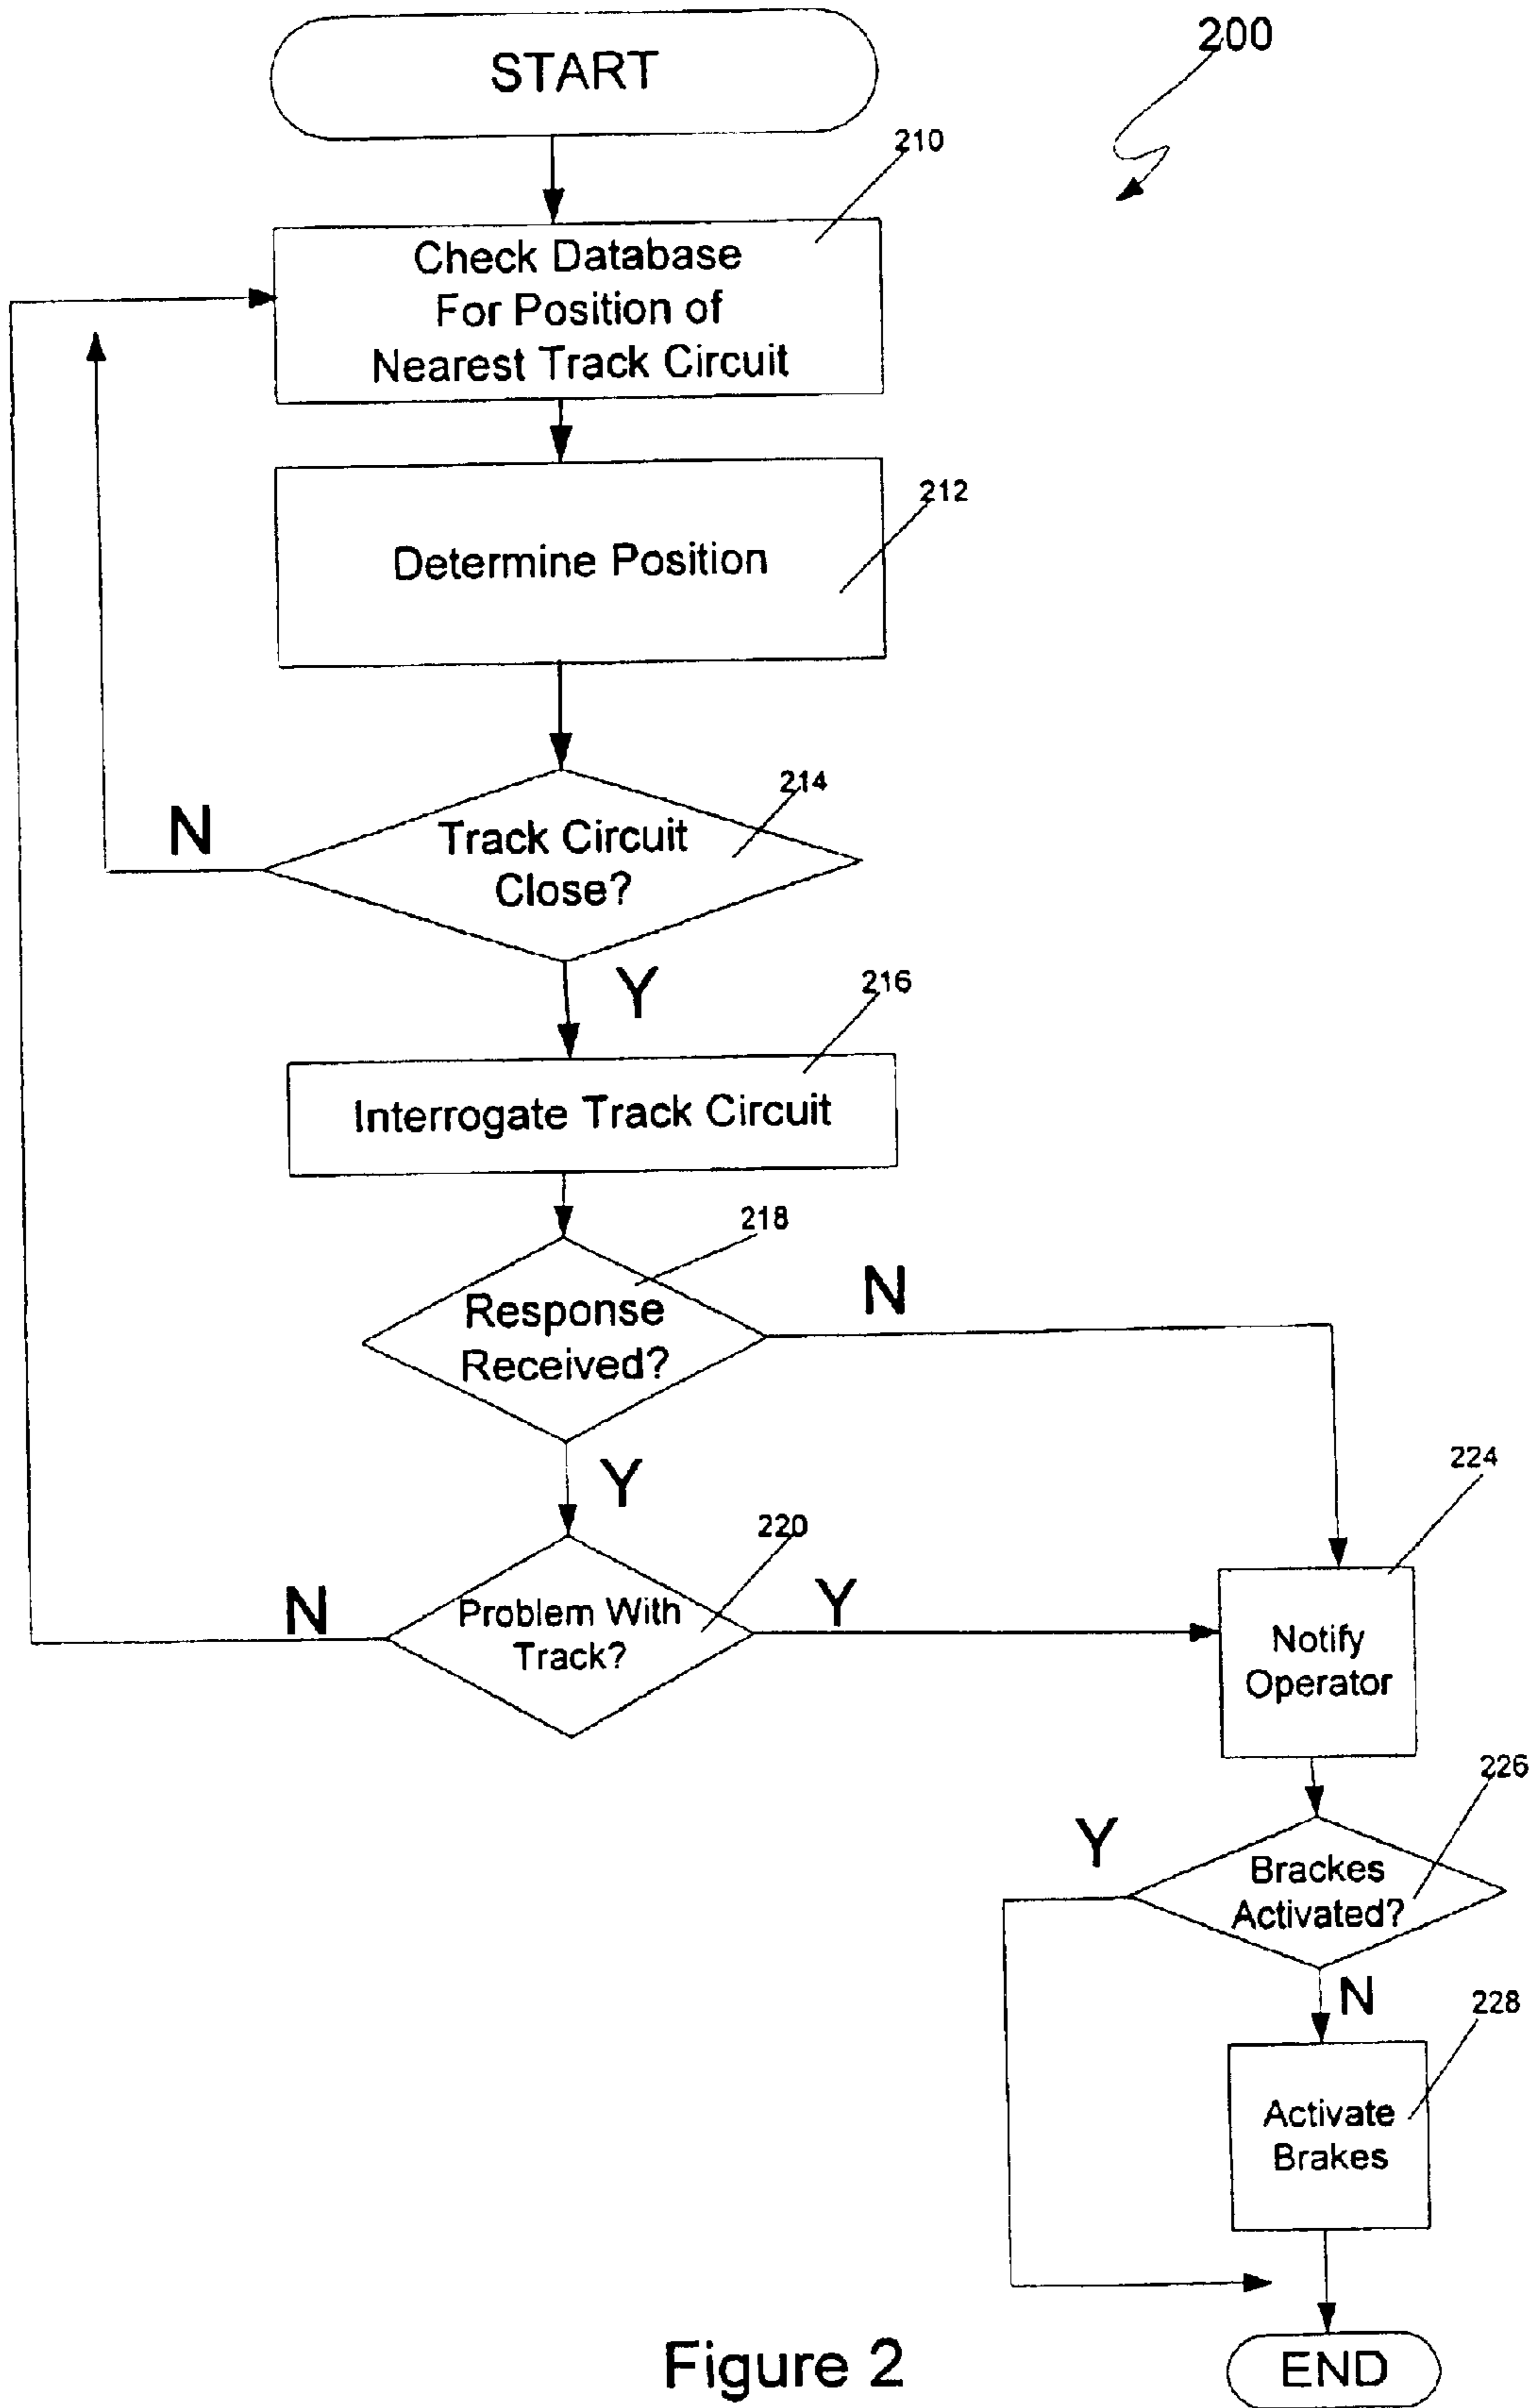 START
200
210
Check Database
For Position of
Nearest Track Circuit
212
Determine Position
214
Track Circuit
Close?
N
Y
216
Interrogate Track Circuit
218
Response
Received?
N
Y
220
Problem With
Track?
N
Y
224
Notify
Operator
226
Brackes
Activated?
Y
N
228
Activate
Brakes
END
Figure 2